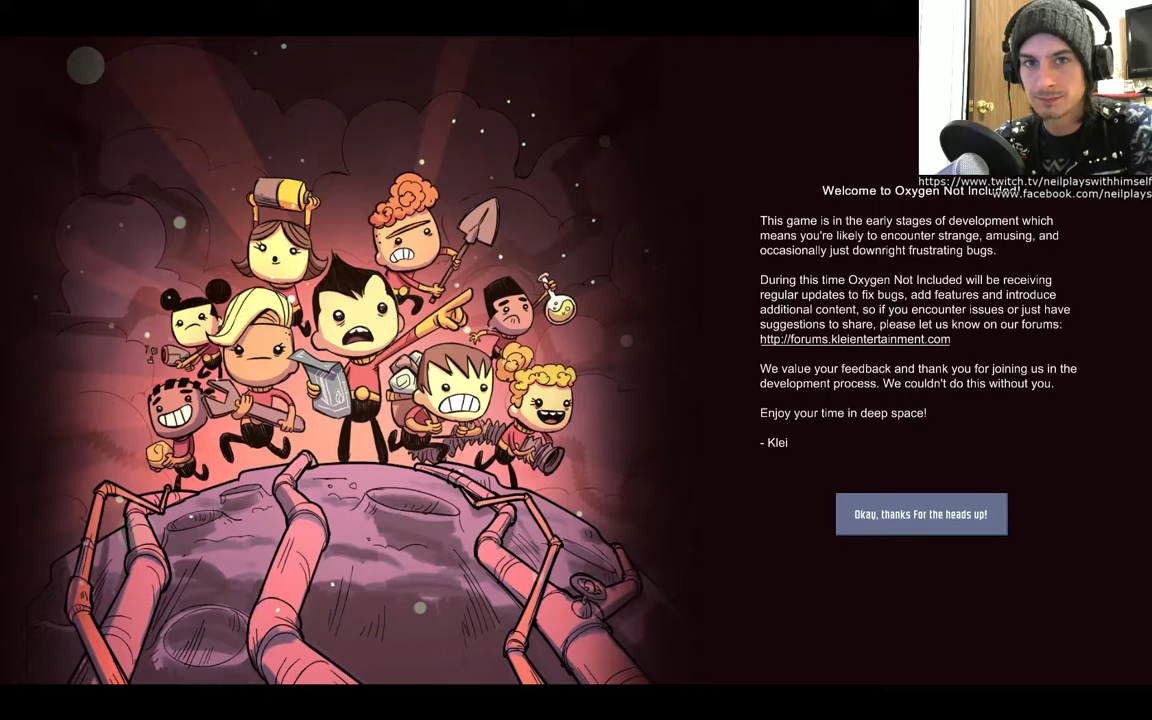 https://www.twitch.tv/neilplayswithhimself
Welcome to Oxygen Not Included!
www.facebook.com/neilplays
This game is in the early stages of development which
means you're likely to encounter strange, amusing, and
occasionally just downright frustrating bugs.
During this time Oxygen Not Included will be receiving
regular updates to fix bugs, add features and introduce
additional content, so if you encounter issues or just have
suggestions to share, please let us know on our forums:
http://forums.kleientertainment.com
We value your feedback and thank you for joining us in the
development process. We couldn't do this without you.
Enjoy your time in deep space!
- Klei
Okay, thanks For the heads up!